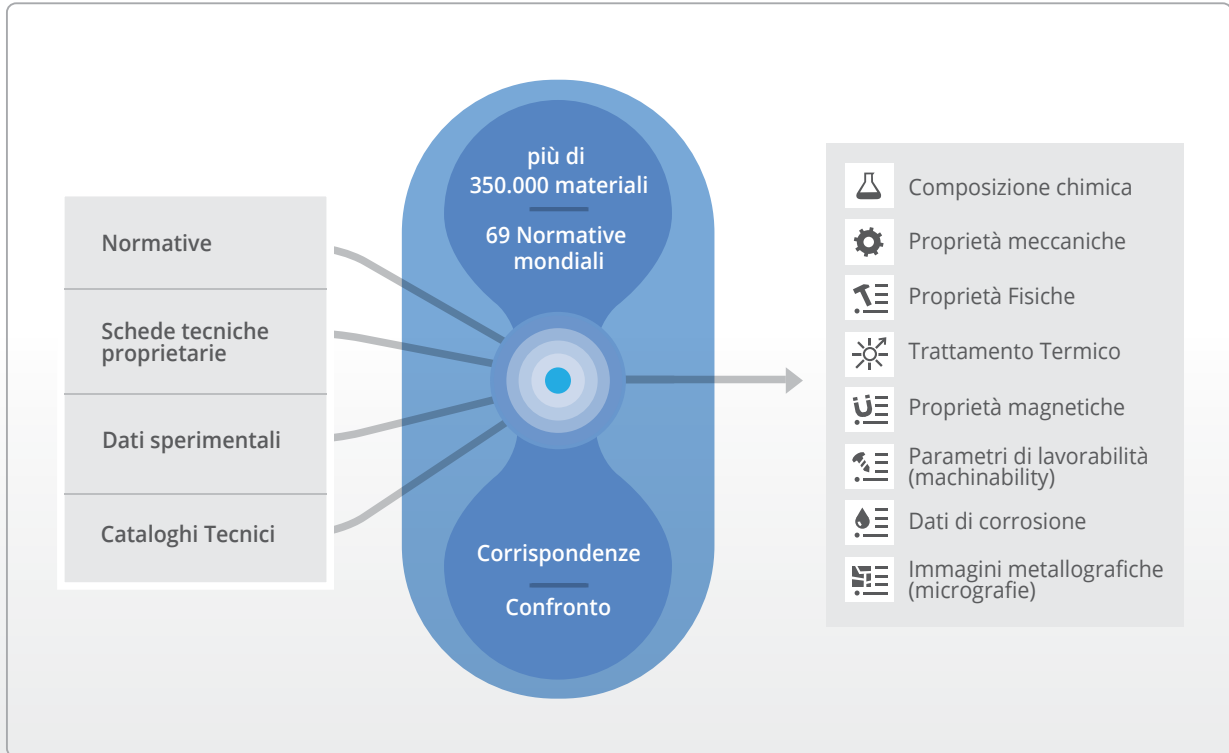 Normative
Schede tecniche
proprietarie
Dati sperimentali
Cataloghi Tecnici
più di
350.000 materiali
69 Normative
mondiali
Corrispondenze
Confronto
Composizione chimica
Proprietà meccaniche
Proprietà Fisiche
Trattamento Termico
Proprietà magnetiche
Parametri di lavorabilità
(machinability)
Dati di corrosione
Immagini metallografiche
(micrografie)